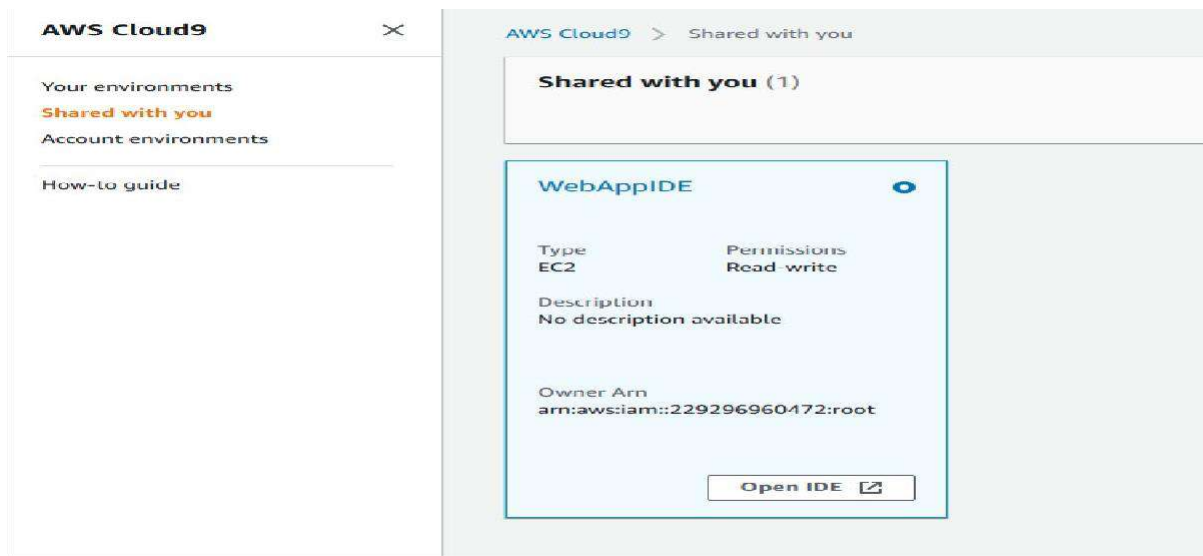 AWS Cloud9
Your environments
Shared with you
Account environments
How-to guide
AWS Cloud9 > Shared with you
Shared with you (1)
WebAppIDE
Type Permissions
EC2 Read-write
Description
No description available
Owner Arn
arn:aws:iam::229296960472:root
Open IDE